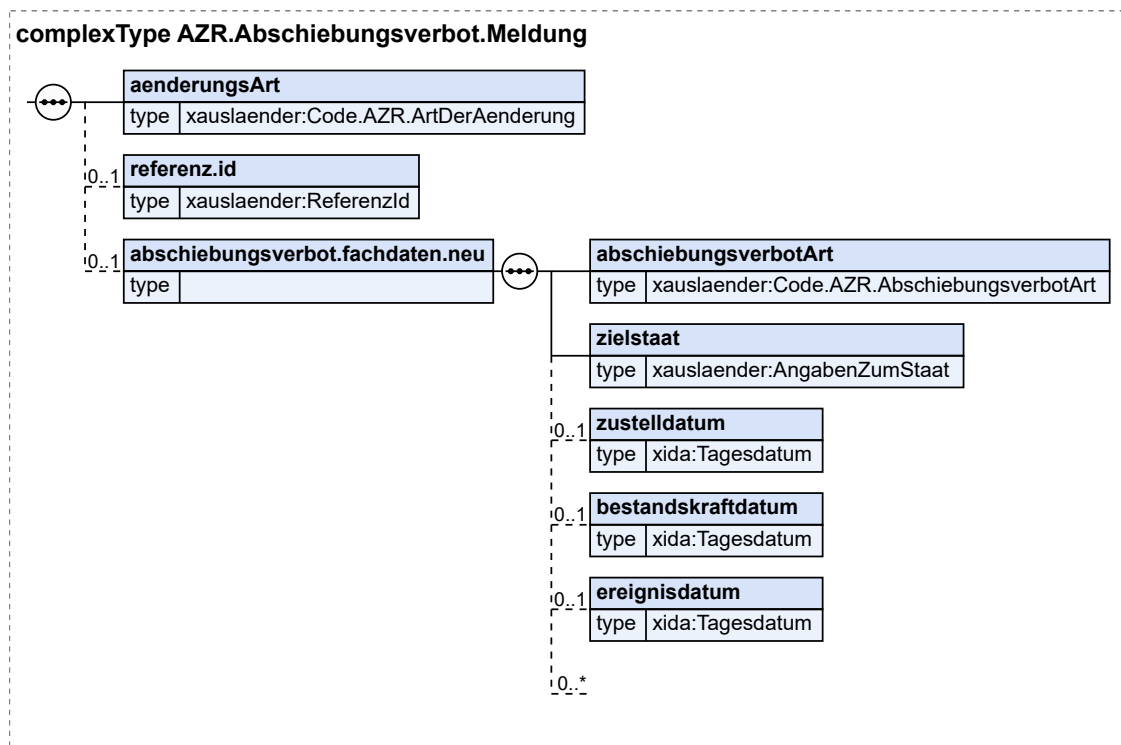 complexType AZR.Abschiebungsverbot.Meldung
aenderungsArt
type xauslaender:Code.AZR.ArtDerAenderung
0..1 referenz.id
type xauslaender:ReferenzId
0..1 abschiebungsverbot.fachdaten.neu
type
abschiebungsverbotArt
type xauslaender:Code.AZR.AbschiebungsverbotArt
zielstaat
type xauslaender:AngabenZumStaat
0..1 zustelldatum
type xida:Tagesdatum
0..1 bestandskraftdatum
type xida:Tagesdatum
0..1 ereignisdatum
type xida:Tagesdatum
0..*